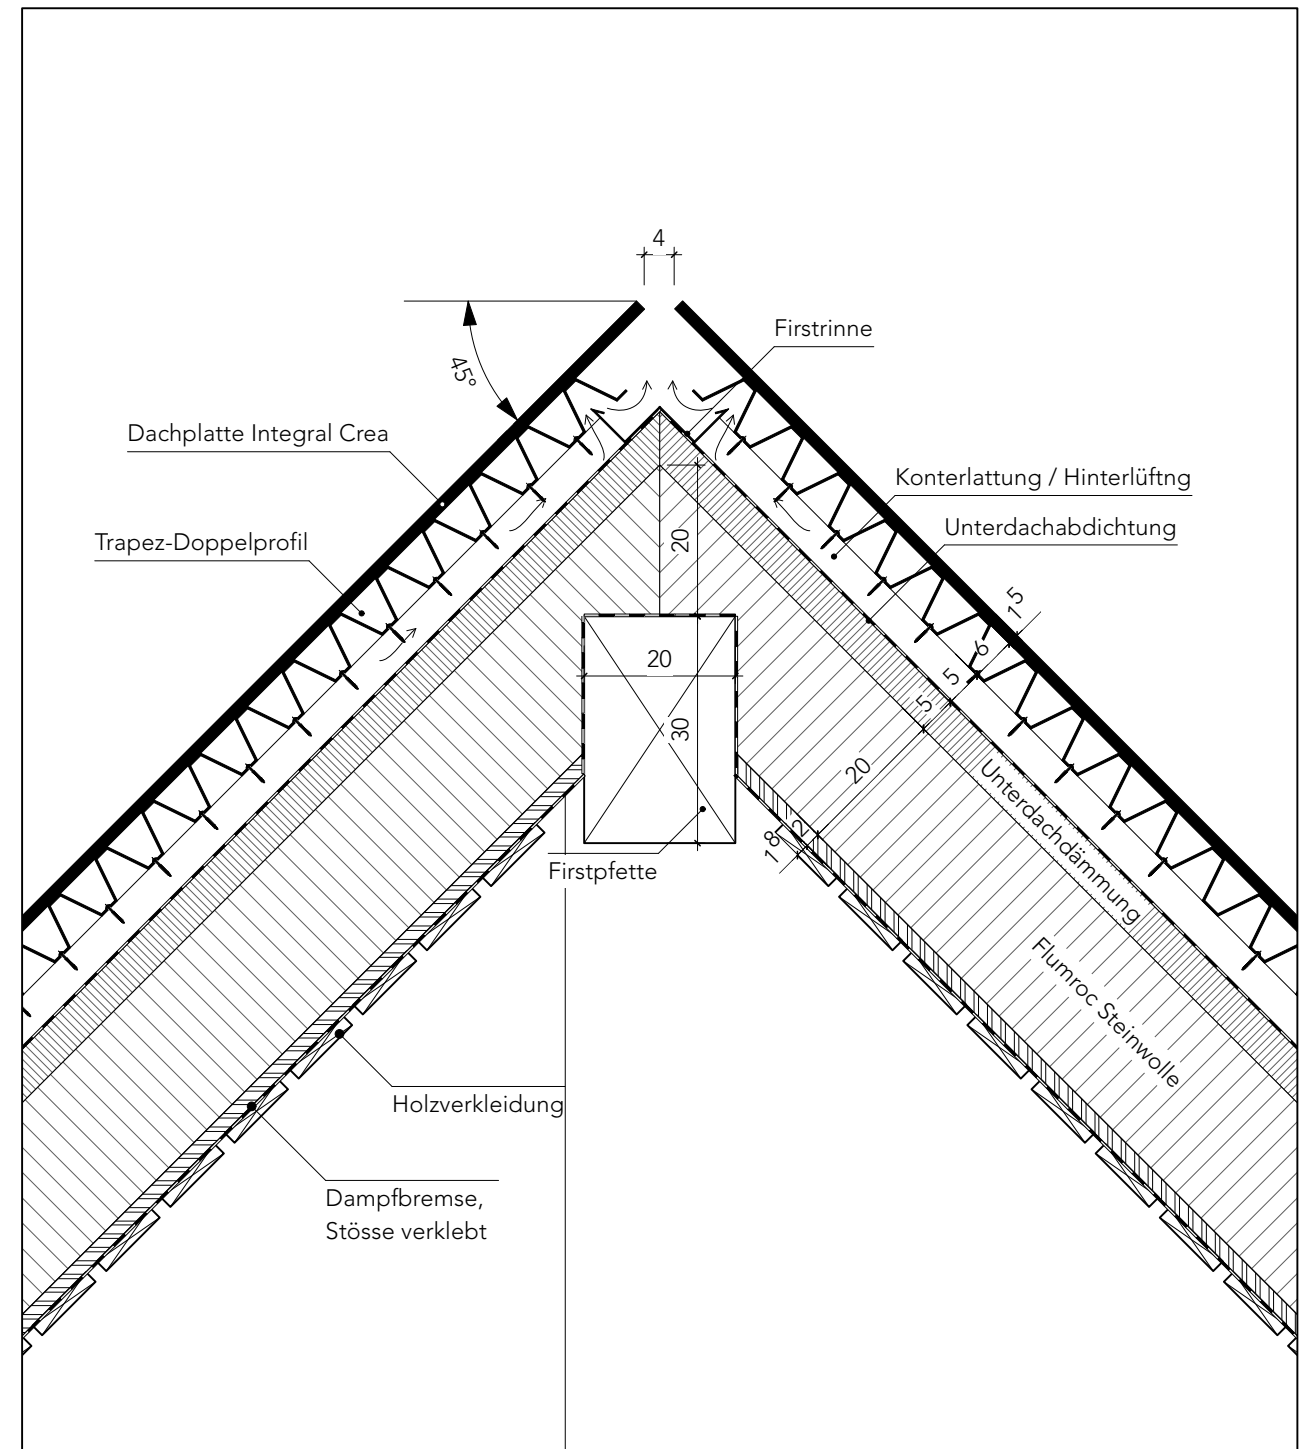 4
Firstrinne
45°
Dachplatte Integral Crea
Konterlattung / Hinterlüftng
Unterdachabdichtung
Trapez-Doppelprofil
20
15
6
20
5
5
30
20
Unterdachdämmung
2
18
Firstpfette
Flumroc Steinwolle
Holzverkleidung
Dampfbremse,
Stösse verklebt